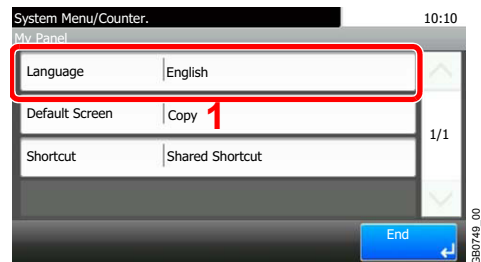 System Menu/Counter. 10:10
My Panel
Language English
Default Screen Copy 1
1/1
Shortcut Shared Shortcut
End
GB0749_00